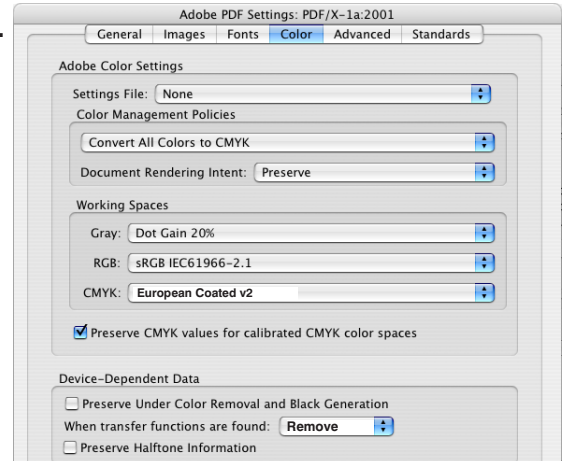 Adobe PDF Settings: PDF/X-1a:2001
General Images Fonts Color Advanced Standards
Adobe Color Settings
Settings File: None
Color Management Policies
Convert All Colors to CMYK
Document Rendering Intent: Preserve
Working Spaces
Gray: Dot Gain 20%
RGB: sRGB IEC61966-2.1
CMYK: European Coated v2
Preserve CMYK values for calibrated CMYK color spaces
Device-Dependent Data
Preserve Under Color Removal and Black Generation
When transfer functions are found: Remove
Preserve Halftone Information